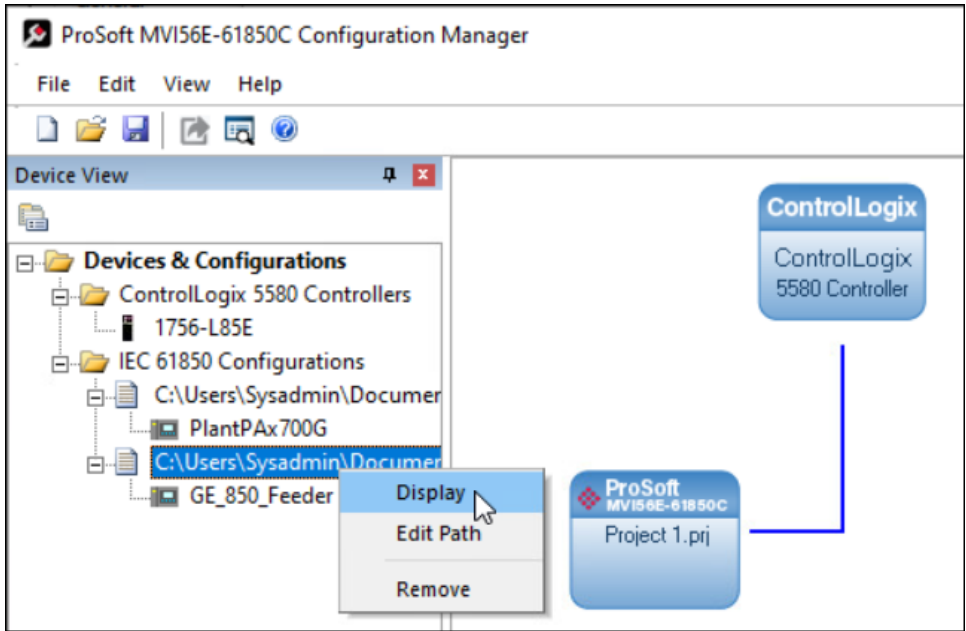 ProSoft MVI56E-61850C Configuration Manager
File Edit View Help
Device View
Devices & Configurations
ControlLogix 5580 Controllers
1756-L85E
IEC 61850 Configurations
C:\Users\Sysadmin\Documer
PlantPAx700G
C:\Users\Sysadmin\Documer
GE_850_Feeder
Display
Edit Path
Remove
ControlLogix
ControlLogix
5580 Controller
ProSoft
MVI56E-61850C
Project 1.prj